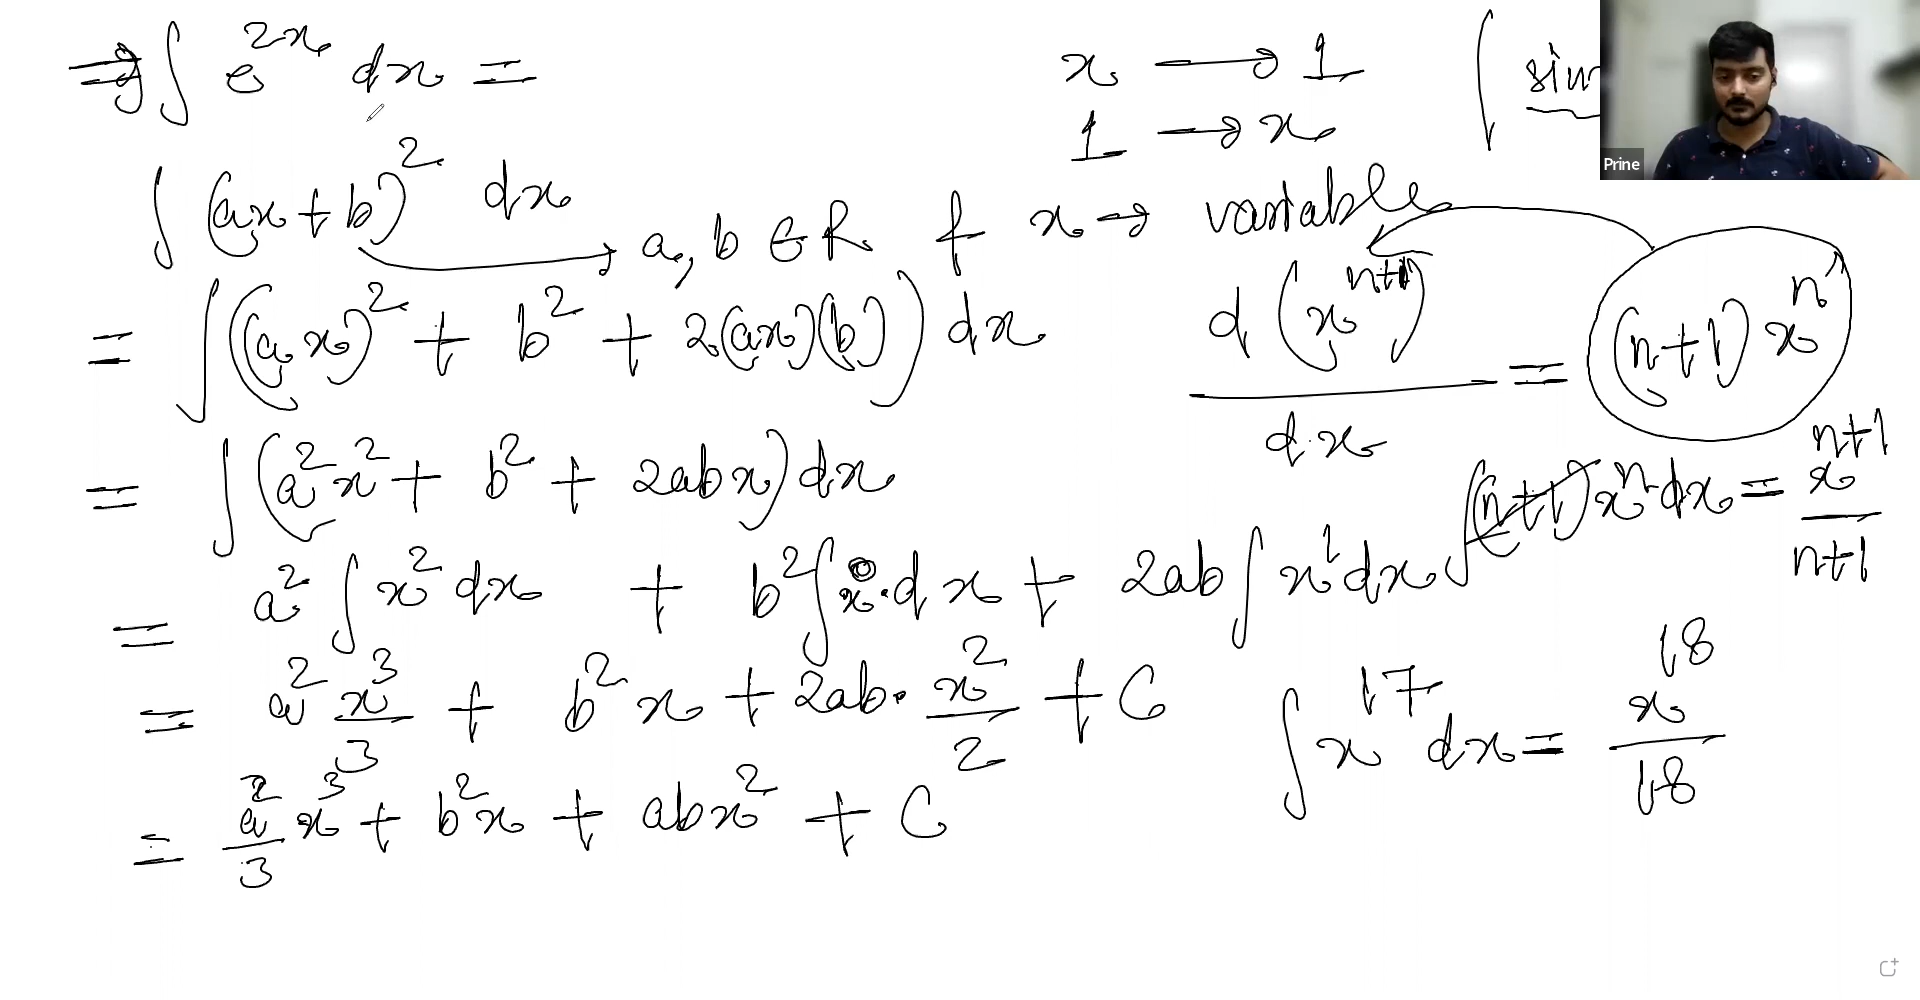 ⇒ ∫ e^{2x} dx =
x → 1
1 → x
∫ sin
Prine
∫ (ax+b)^2 dx
a, b ∈ R & x → variable
= ∫ ((ax)^2 + b^2 + 2(ax)(b)) dx
d(x^{n+1})/dx = (n+1) x^n
= ∫ (a^2x^2 + b^2 + 2abx) dx
∫ (n+1) x^n dx = x^{n+1}/n+1
= a^2 ∫ x^2 dx + b^2 ∫ x^0 · dx + 2ab ∫ x^1 dx
= a^2 x^3/3 + b^2 x + 2ab · x^2/2 + C
∫ x^{17} dx = x^{18}/18
= a^2/3 x^3 + b^2x + abx^2 + C